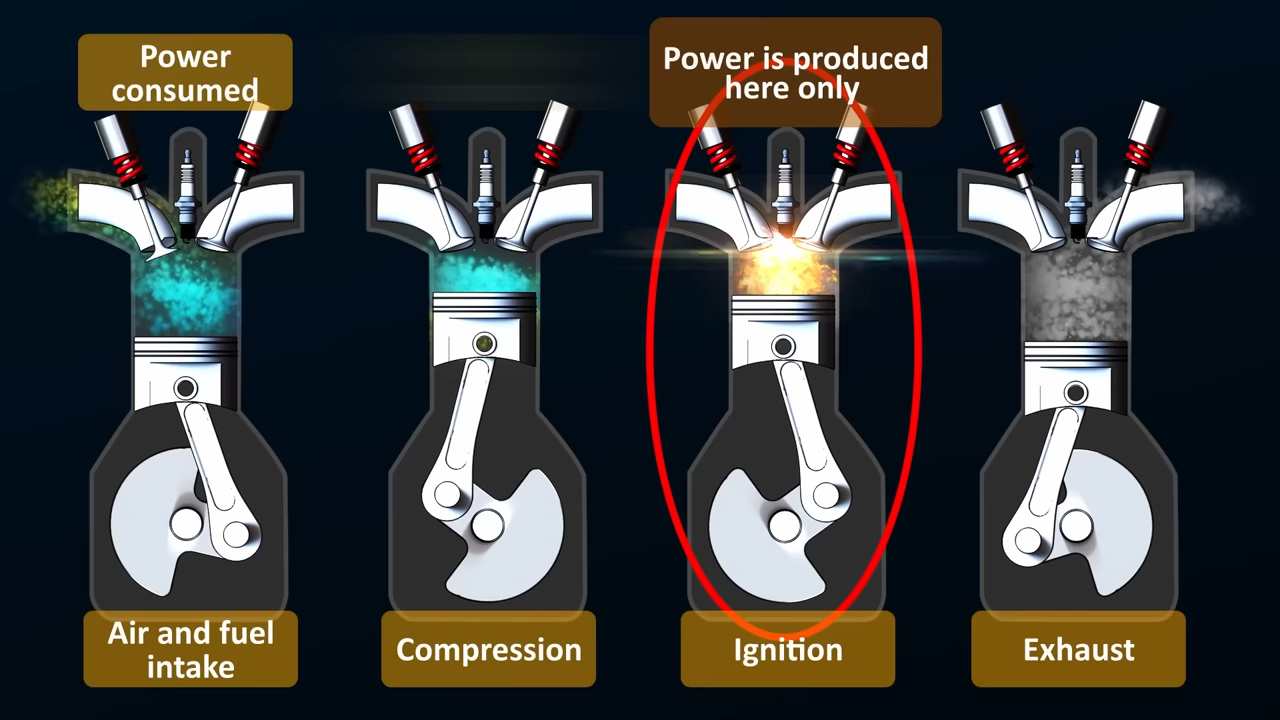 Power
consumed
Power is produced
here only
Air and fuel
intake
Compression
Ignition
Exhaust